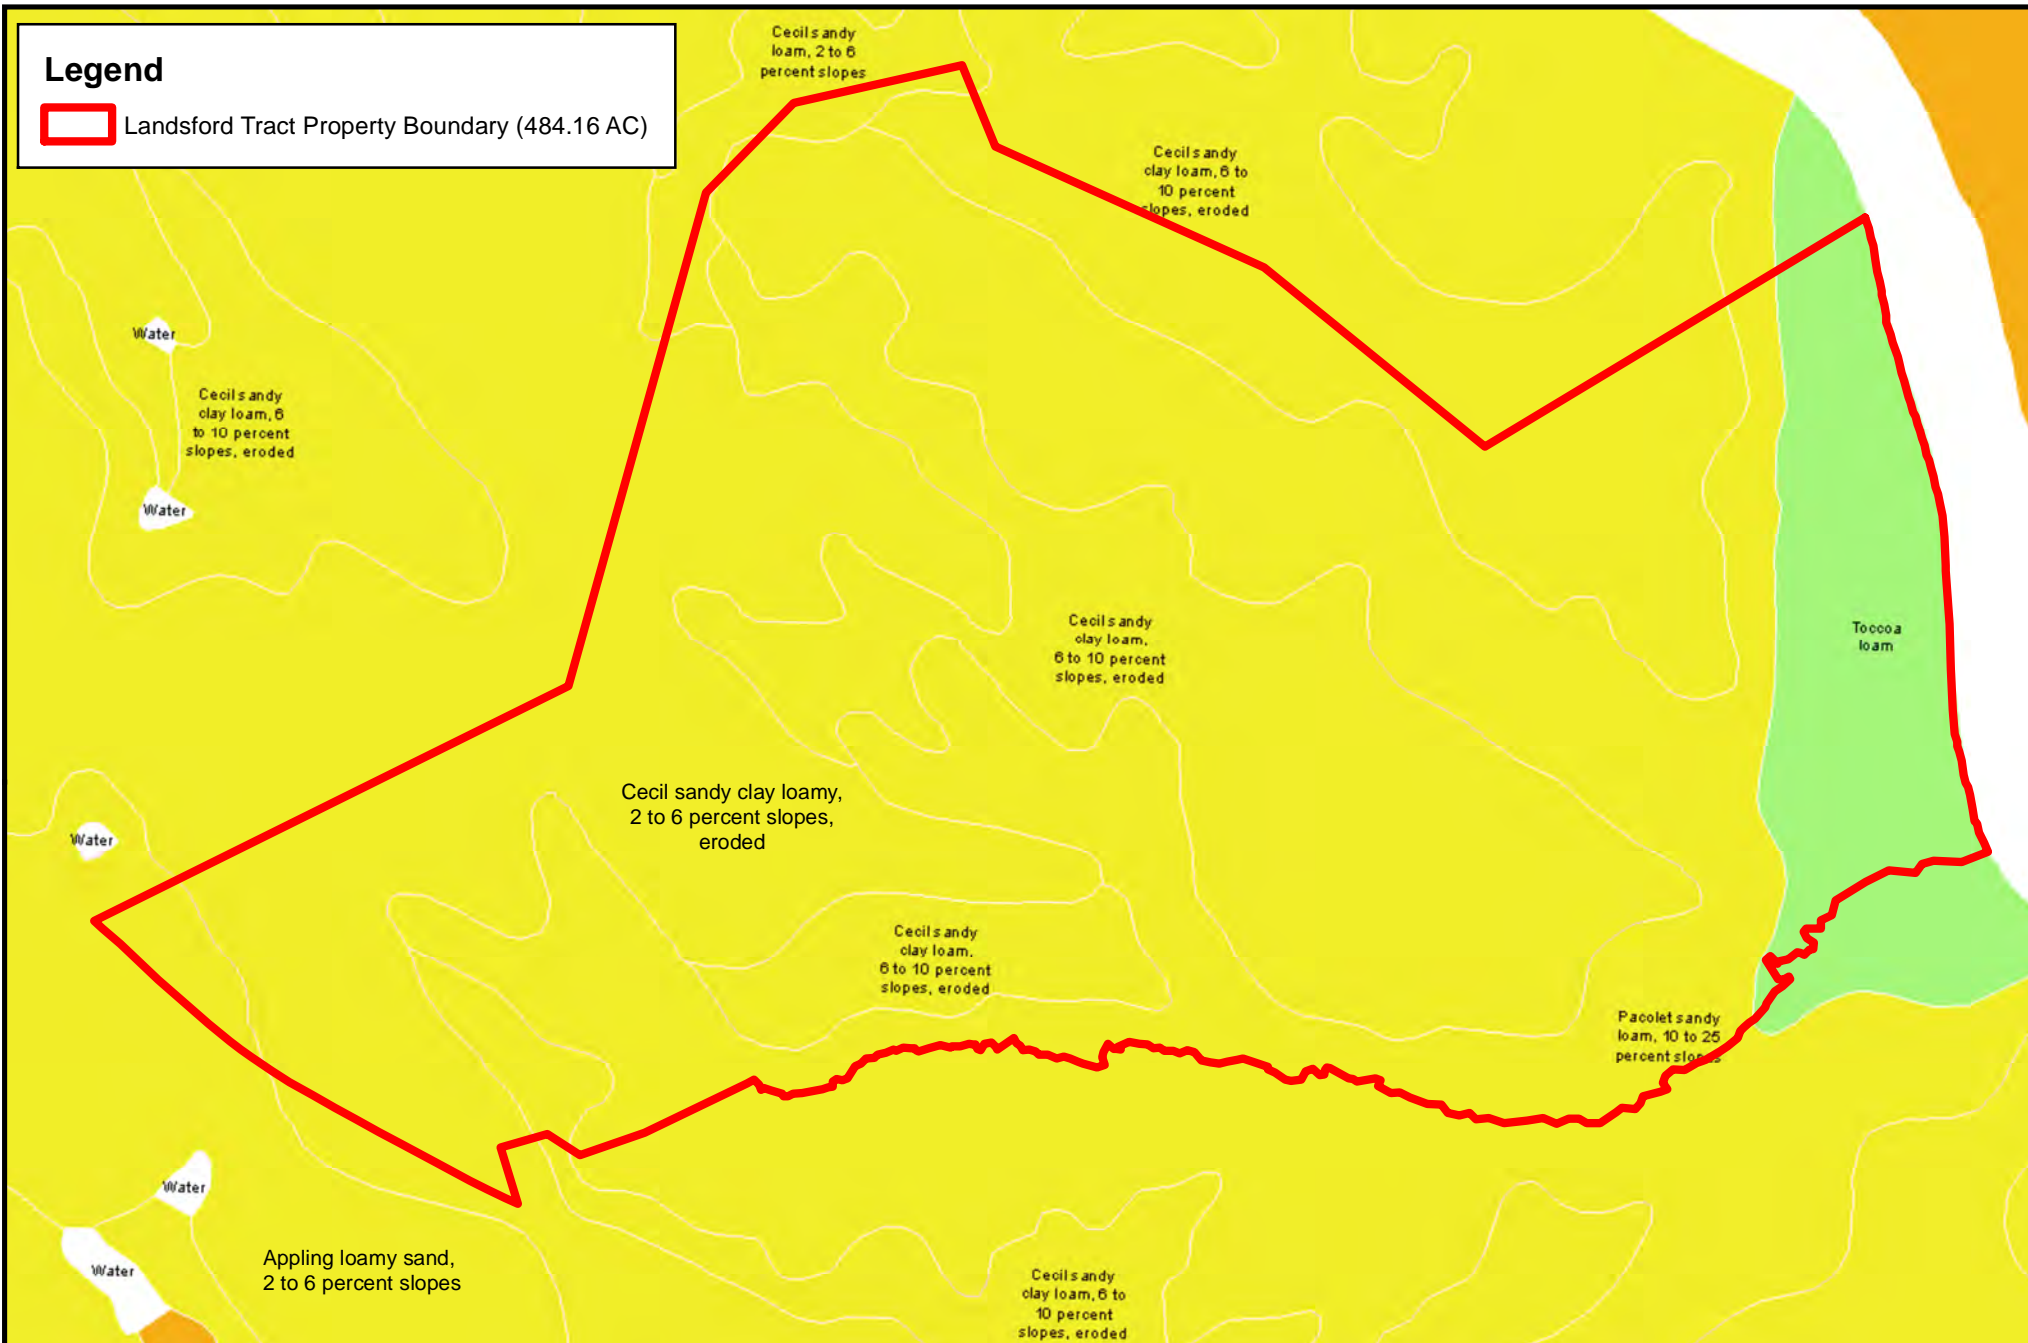 Legend
Landsford Tract Property Boundary (484.16 AC)
Cecil sandy
loam, 2 to 6
percent slopes
Cecil sandy
clay loam, 6 to
10 percent
slopes, eroded
Water
Cecil sandy
clay loam, 6
to 10 percent
slopes, eroded
Water
Cecil sandy
clay loam,
6 to 10 percent
slopes, eroded
Toccoa
loam
Cecil sandy clay loamy,
2 to 6 percent slopes,
eroded
Water
Cecil sandy
clay loam,
6 to 10 percent
slopes, eroded
Pacolet sandy
loam, 10 to 25
percent slopes
Water
Appling loamy sand,
2 to 6 percent slopes
Water
Cecil sandy
clay loam, 6 to
10 percent
slopes, eroded